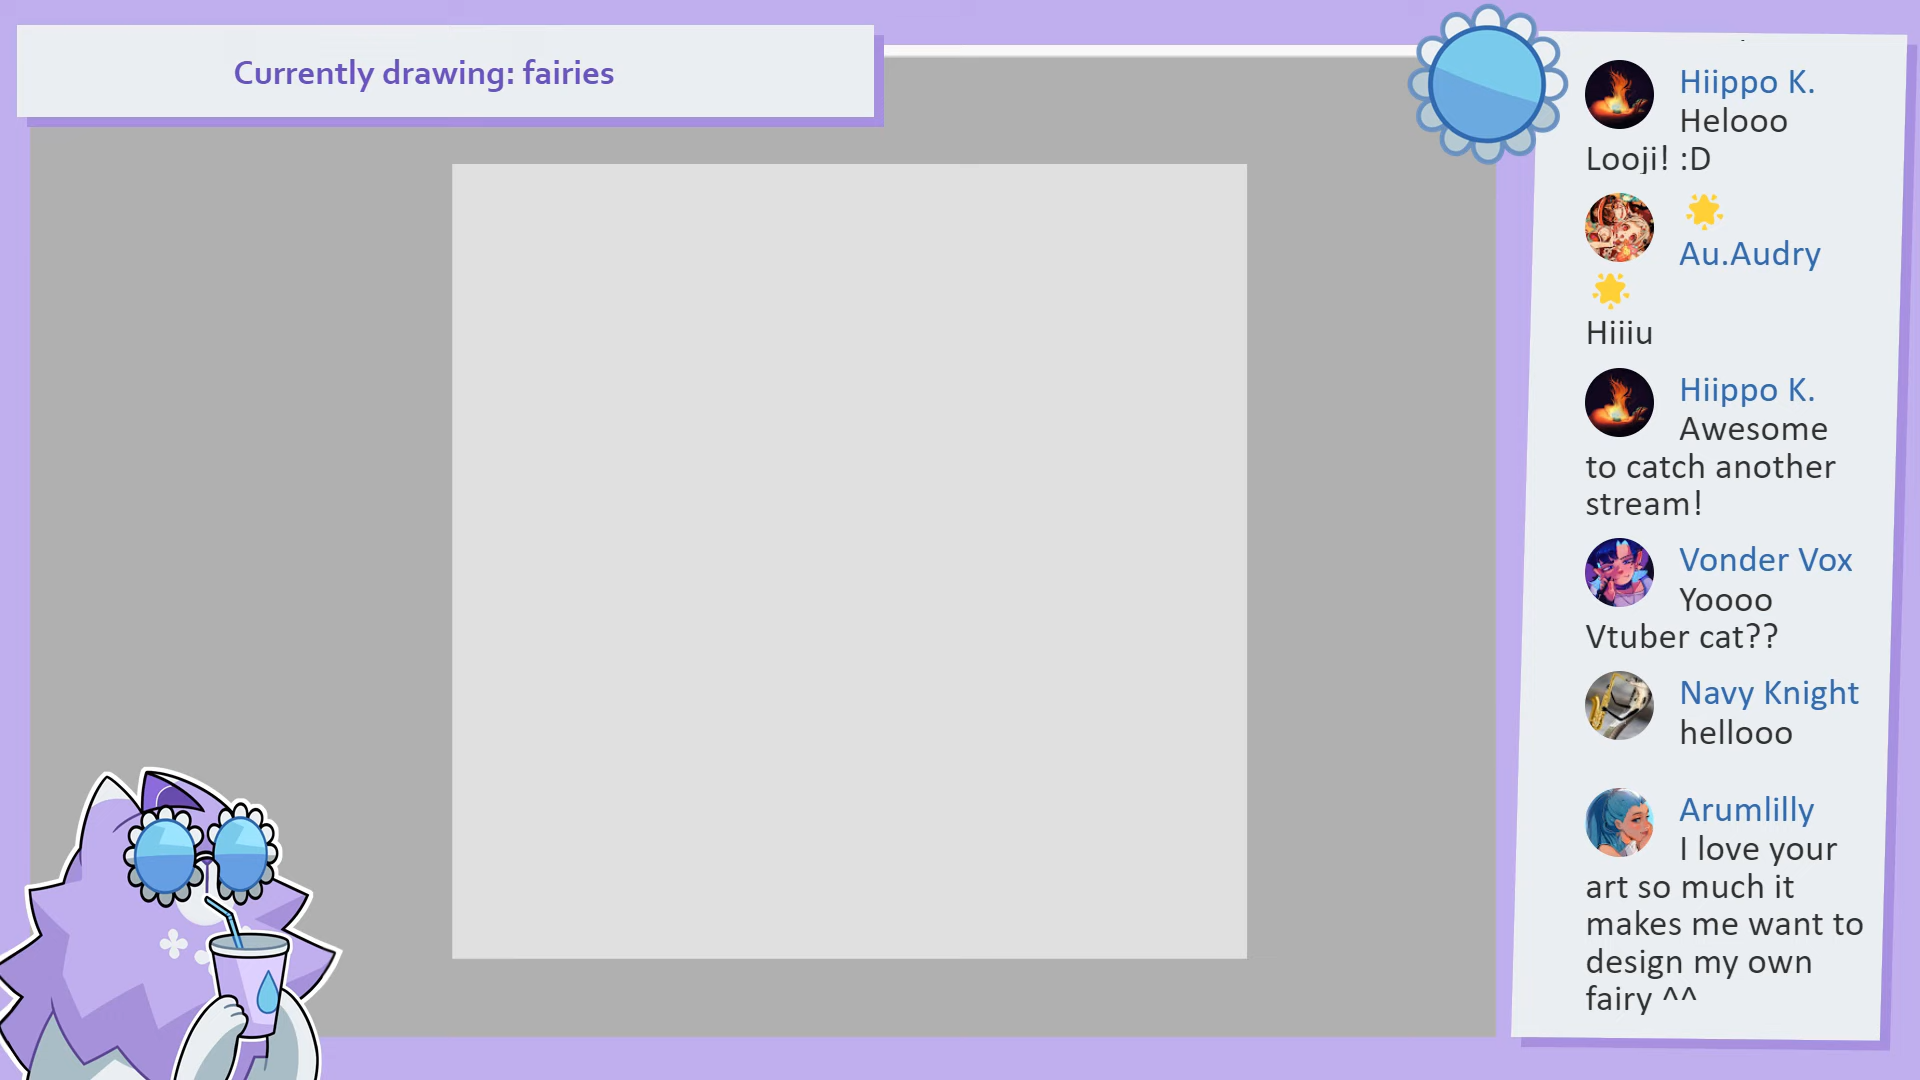 Currently drawing: fairies
Hiippo K.
Helooo
Looji! :D
🌟
Au.Audry
🌟
Hiiiu
Hiippo K.
Awesome
to catch another
stream!
Vonder Vox
Yoooo
Vtuber cat??
Navy Knight
hellooo
Arumlilly
I love your
art so much it
makes me want to
design my own
fairy ^^